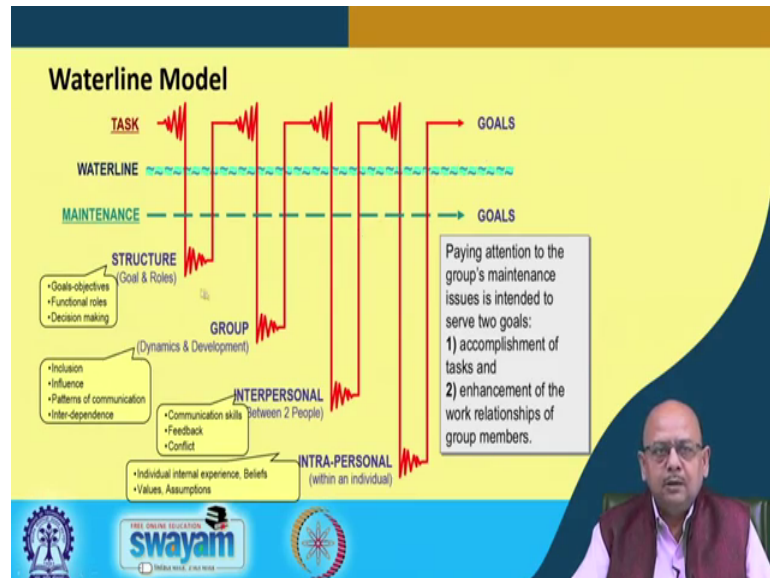 Waterline Model
TASK
GOALS
WATERLINE
MAINTENANCE
GOALS
STRUCTURE
(Goal & Roles)
•Goals-objectives
•Functional roles
•Decision making
GROUP
(Dynamics & Development)
•Inclusion
•Influence
•Patterns of communication
•Inter-dependence
INTERPERSONAL
Between 2 People)
•Communication skills
•Feedback
•Conflict
INTRA-PERSONAL
(within an individual)
•Individual internal experience, Beliefs
•Values, Assumptions
Paying attention to the
group's maintenance
issues is intended to
serve two goals:
1) accomplishment of
tasks and
2) enhancement of the
work relationships of
group members.
FREE ONLINE EDUCATION
swayam